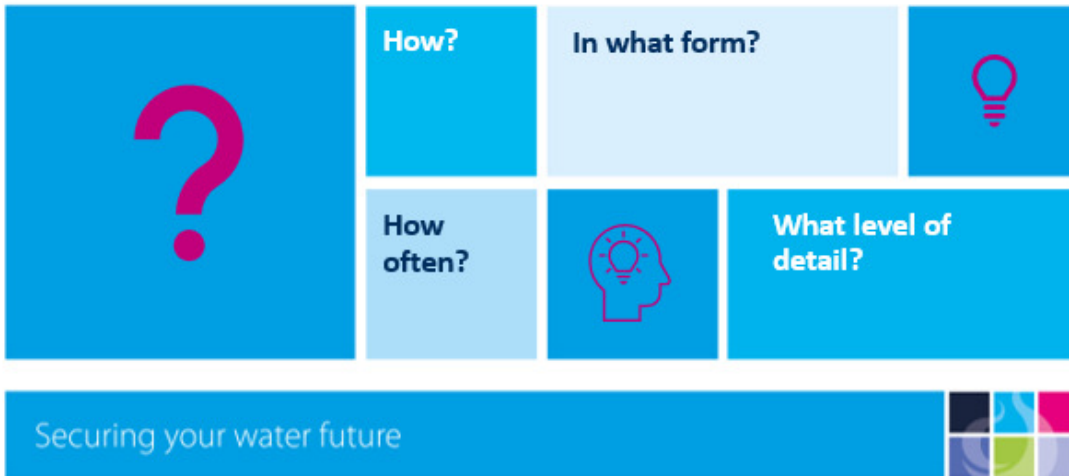 How?
In what form?
How
often?
What level of
detail?
Securing your water future